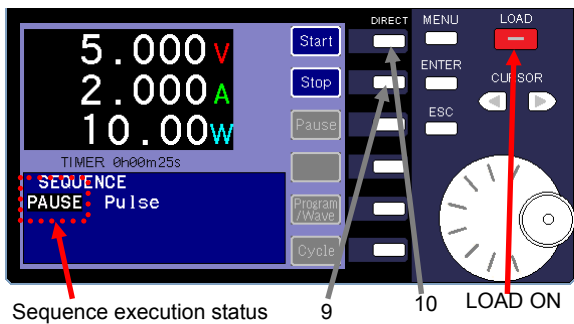 DIRECT MENU LOAD
5.000V
Start
2.000A
Stop
ENTER
CURSOR
10.00W
Pause
ESC
TIMER 0h00m25s
SEQUENCE
PAUSE Pulse
Program
/Wave
Cycle
Sequence execution status 9 10 LOAD ON